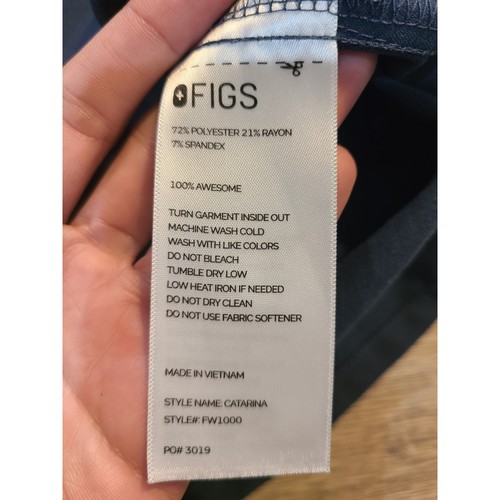 FIGS
72% POLYESTER 21% RAYON
7% SPANDEX
100% AWESOME
TURN GARMENT INSIDE OUT
MACHINE WASH COLD
WASH WITH LIKE COLORS
DO NOT BLEACH
TUMBLE DRY LOW
LOW HEAT IRON IF NEEDED
DO NOT DRY CLEAN
DO NOT USE FABRIC SOFTENER
MADE IN VIETNAM
STYLE NAME: CATARINA
STYLE#: FW1000
PO# 3019